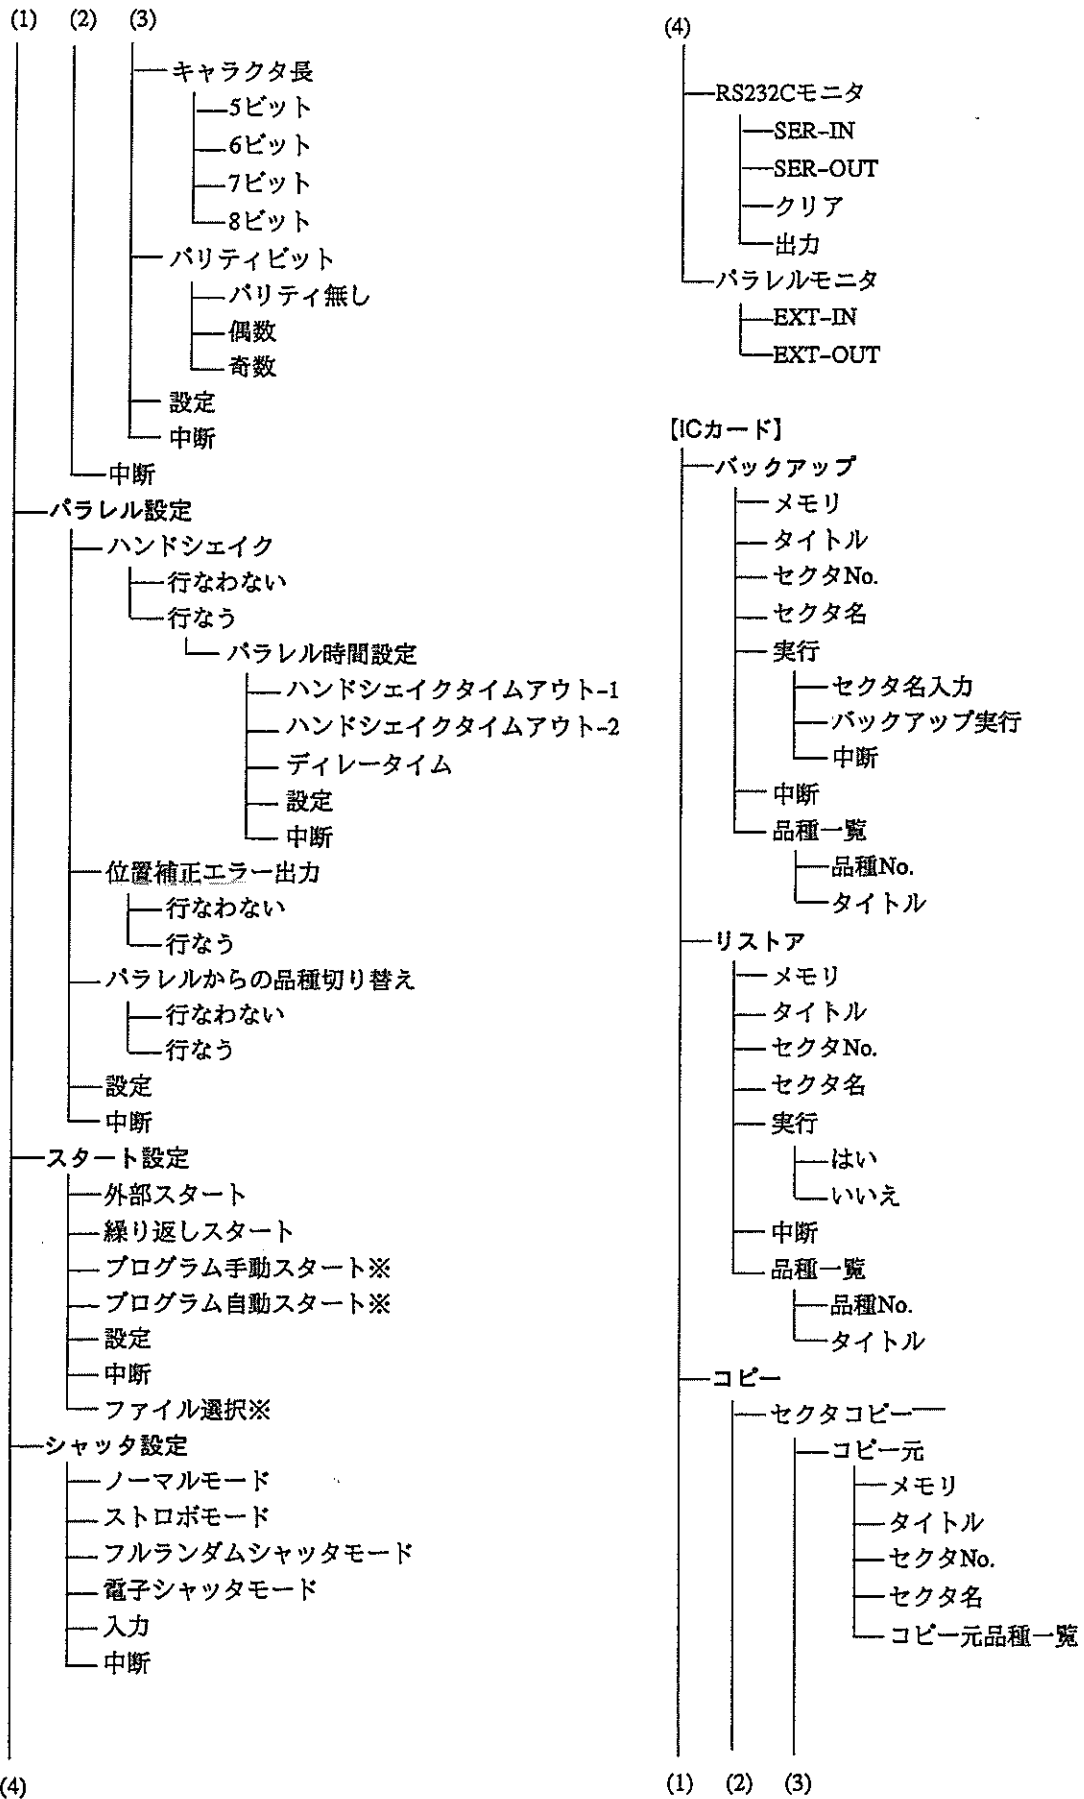 (1) (2) (3)
キャラクタ長
5ビット
6ビット
7ビット
8ビット
パリティビット
パリティ無し
偶数
奇数
設定
中断
中断
パラレル設定
ハンドシェイク
行なわない
行なう
パラレル時間設定
ハンドシェイクタイムアウト-1
ハンドシェイクタイムアウト-2
ディレータイム
設定
中断
位置補正エラー出力
行なわない
行なう
パラレルからの品種切り替え
行なわない
行なう
設定
中断
スタート設定
外部スタート
繰り返しスタート
プログラム手動スタート※
プログラム自動スタート※
設定
中断
ファイル選択※
シャッタ設定
ノーマルモード
ストロボモード
フルランダムシャッタモード
電子シャッタモード
入力
中断
(4)
(4)
RS232Cモニタ
SER-IN
SER-OUT
クリア
出力
パラレルモニタ
EXT-IN
EXT-OUT
【ICカード】
バックアップ
メモリ
タイトル
セクタNo.
セクタ名
実行
セクタ名入力
バックアップ実行
中断
中断
品種一覧
品種No.
タイトル
リストア
メモリ
タイトル
セクタNo.
セクタ名
実行
はい
いいえ
中断
品種一覧
品種No.
タイトル
コピー
セクタコピー
コピー元
メモリ
タイトル
セクタNo.
セクタ名
コピー元品種一覧
(1) (2) (3)